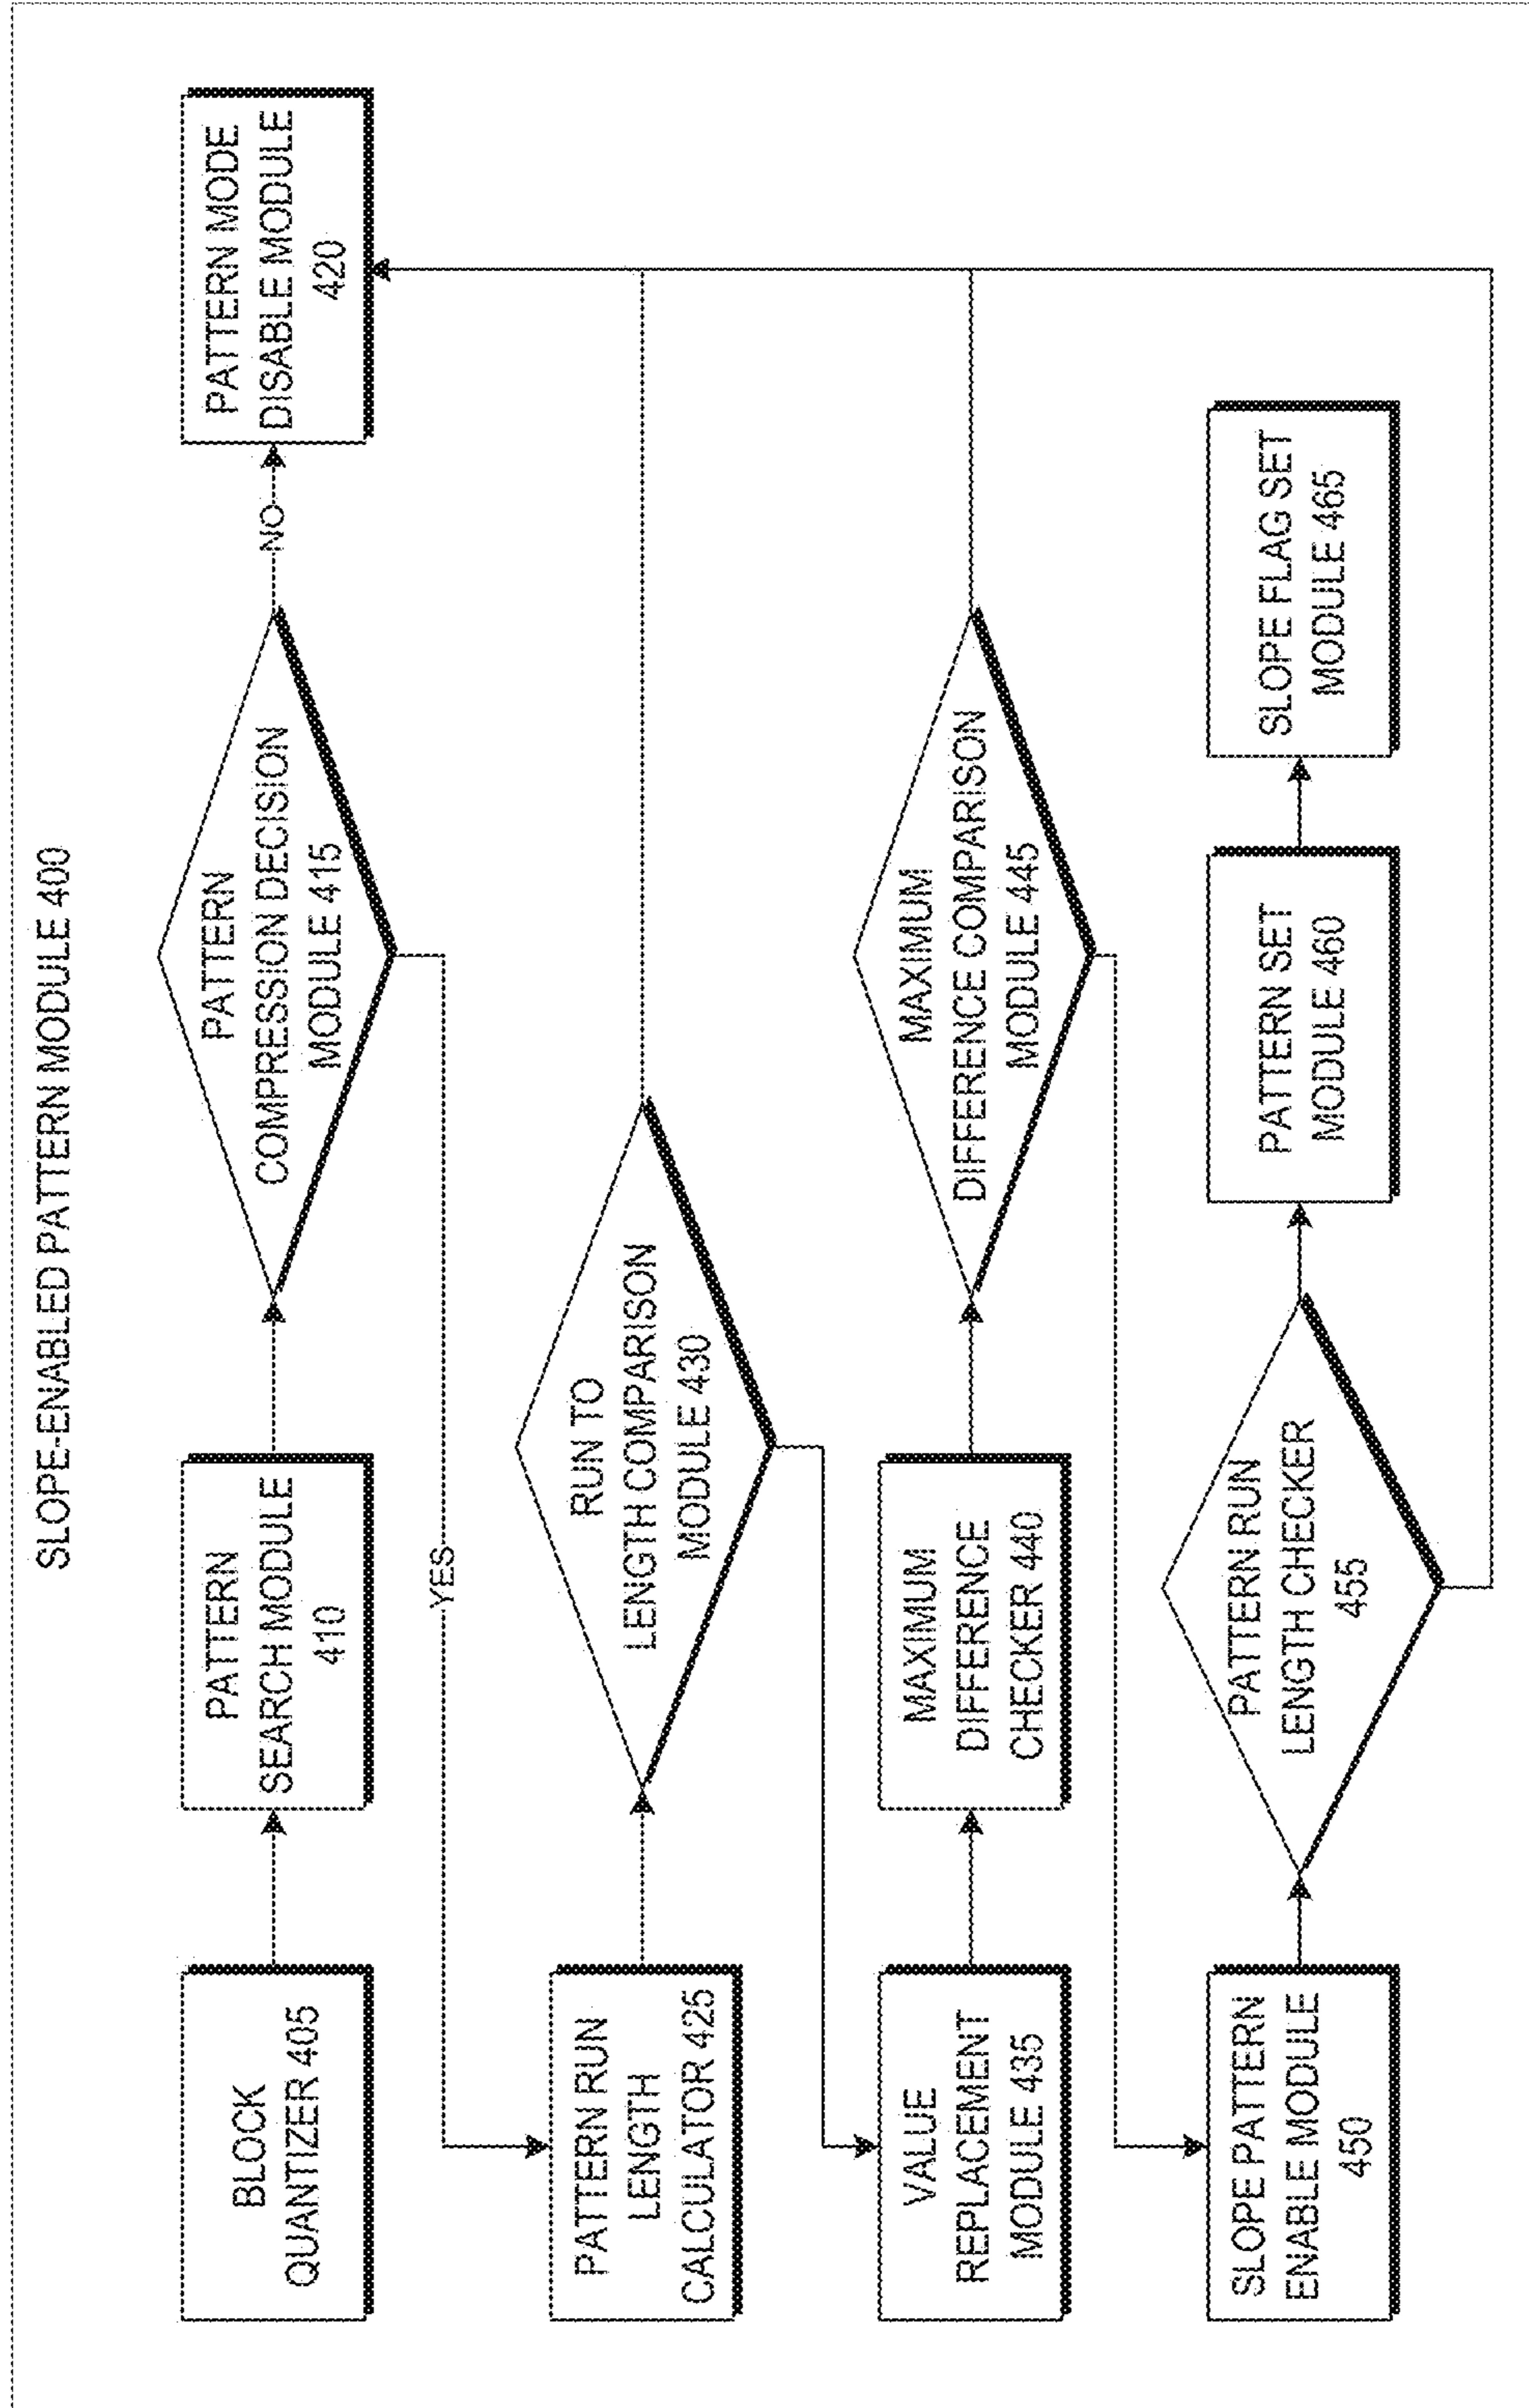 SLOPE-ENABLED PATTERN MODULE 400
BLOCK
QUANTIZER 405
PATTERN
SEARCH MODULE
410
PATTERN
COMPRESSION DECISION
MODULE 415
NO
PATTERN MODE
DISABLE MODULE
420
YES
PATTERN RUN
LENGTH
CALCULATOR 425
RUN TO
LENGTH COMPARISON
MODULE 430
VALUE
REPLACEMENT
MODULE 435
MAXIMUM
DIFFERENCE
CHECKER 440
MAXIMUM
DIFFERENCE COMPARISON
MODULE 445
SLOPE PATTERN
ENABLE MODULE
450
PATTERN RUN
LENGTH CHECKER
455
PATTERN SET
MODULE 460
SLOPE FLAG SET
MODULE 465